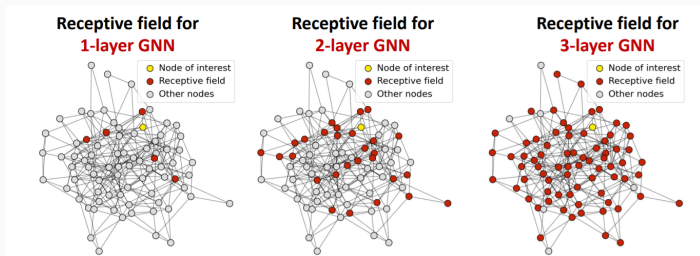 Receptive field for
1-layer GNN
Node of interest
Receptive field
Other nodes
Receptive field for
2-layer GNN
Node of interest
Receptive field
Other nodes
Receptive field for
3-layer GNN
Node of interest
Receptive field
Other nodes